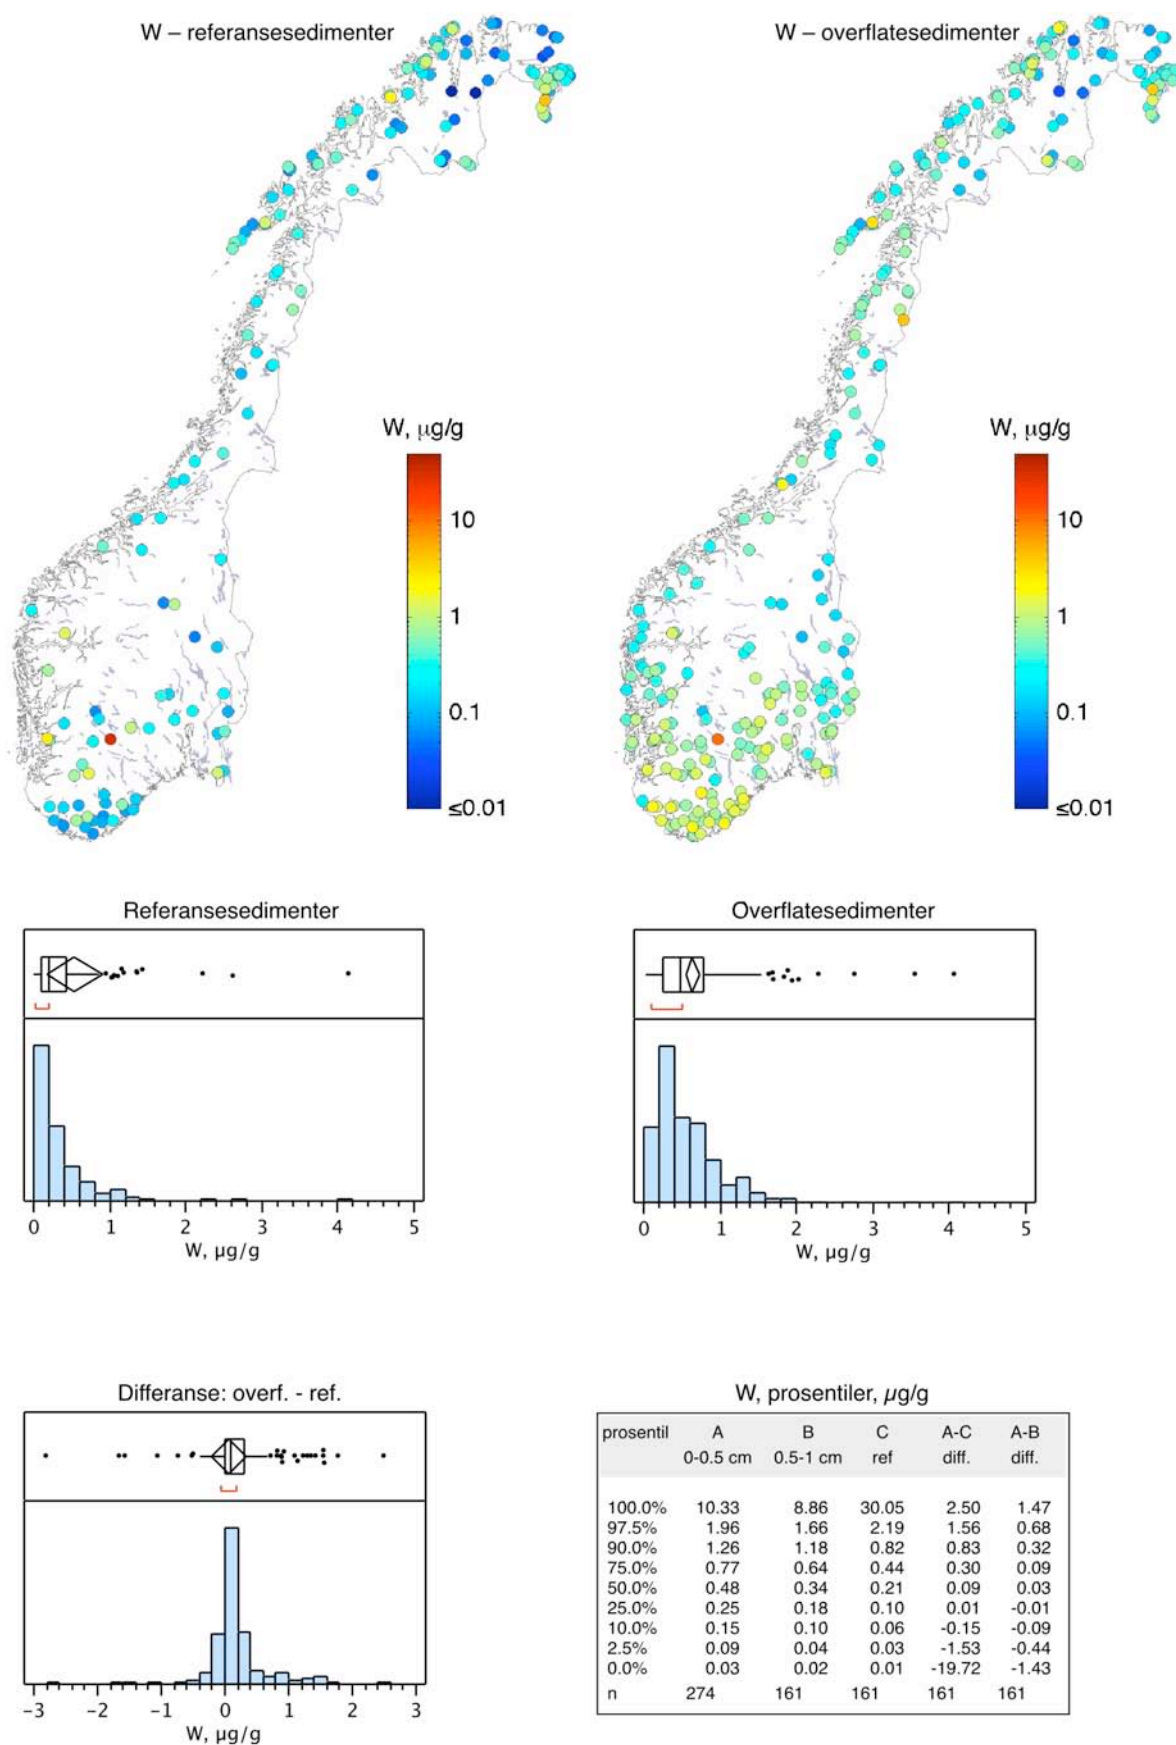 W – referansesedimenter
W – overflatesedimenter
W, µg/g
10
1
0.1
≤0.01
W, µg/g
10
1
0.1
≤0.01
Referansesedimenter
0 1 2 3 4 5
W, µg/g
Overflatesedimenter
0 1 2 3 4 5
W, µg/g
Differanse: overf. - ref.
-3 -2 -1 0 1 2 3
W, µg/g
W, prosentiler, µg/g
prosentil A B C A-C A-B
0-0.5 cm 0.5-1 cm ref diff. diff.
100.0% 10.33 8.86 30.05 2.50 1.47
97.5% 1.96 1.66 2.19 1.56 0.68
90.0% 1.26 1.18 0.82 0.83 0.32
75.0% 0.77 0.64 0.44 0.30 0.09
50.0% 0.48 0.34 0.21 0.09 0.03
25.0% 0.25 0.18 0.10 0.01 -0.01
10.0% 0.15 0.10 0.06 -0.15 -0.09
2.5% 0.09 0.04 0.03 -1.53 -0.44
0.0% 0.03 0.02 0.01 -19.72 -1.43
n 274 161 161 161 161